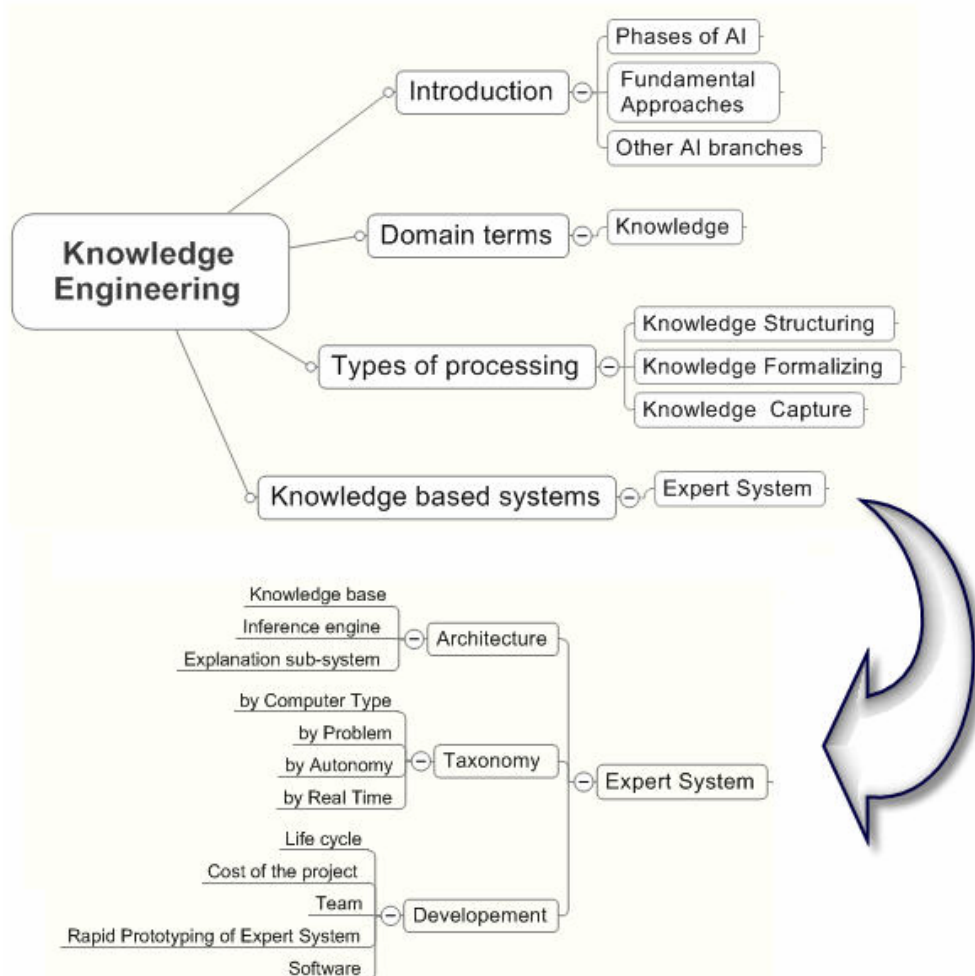 Phases of AI
Introduction
Fundamental
Approaches
Other AI branches
Knowledge
Engineering
Domain terms
Knowledge
Knowledge Structuring
Types of processing
Knowledge Formalizing
Knowledge Capture
Knowledge based systems
Expert System
Knowledge base
Inference engine
Explanation sub-system
Architecture
by Computer Type
by Problem
by Autonomy
by Real Time
Taxonomy
Expert System
Life cycle
Cost of the project
Team
Rapid Prototyping of Expert System
Software
Developement